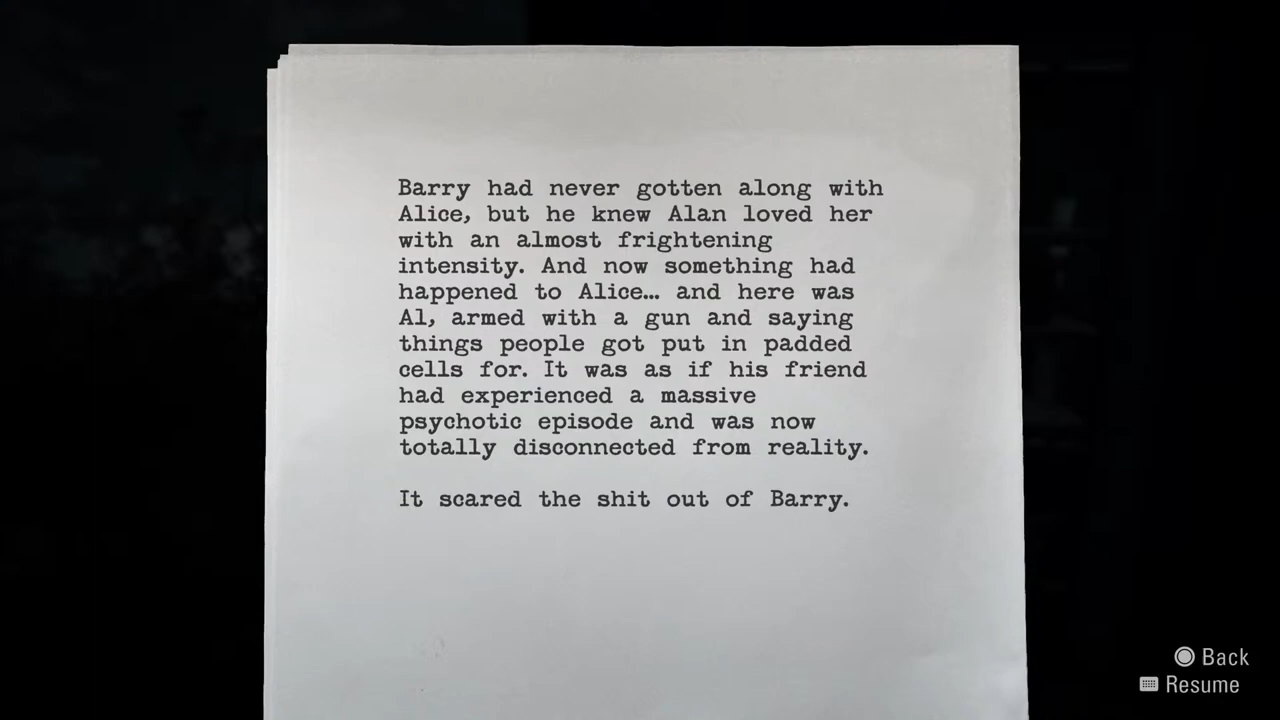 Barry had never gotten along with
Alice, but he knew Alan loved her
with an almost frightening
intensity. And now something had
happened to Alice… and here was
Al, armed with a gun and saying
things people got put in padded
cells for. It was as if his friend
had experienced a massive
psychotic episode and was now
totally disconnected from reality.
It scared the shit out of Barry.
Back
Resume